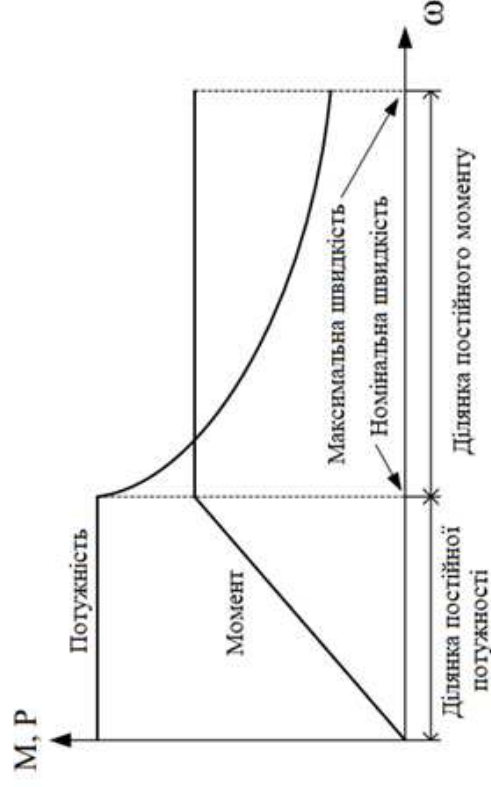 М, Р
Потужність
Момент
Максимальна швидкість
Номінальна швидкість
ω
Ділянка постійної
потужності
Ділянка постійного моменту